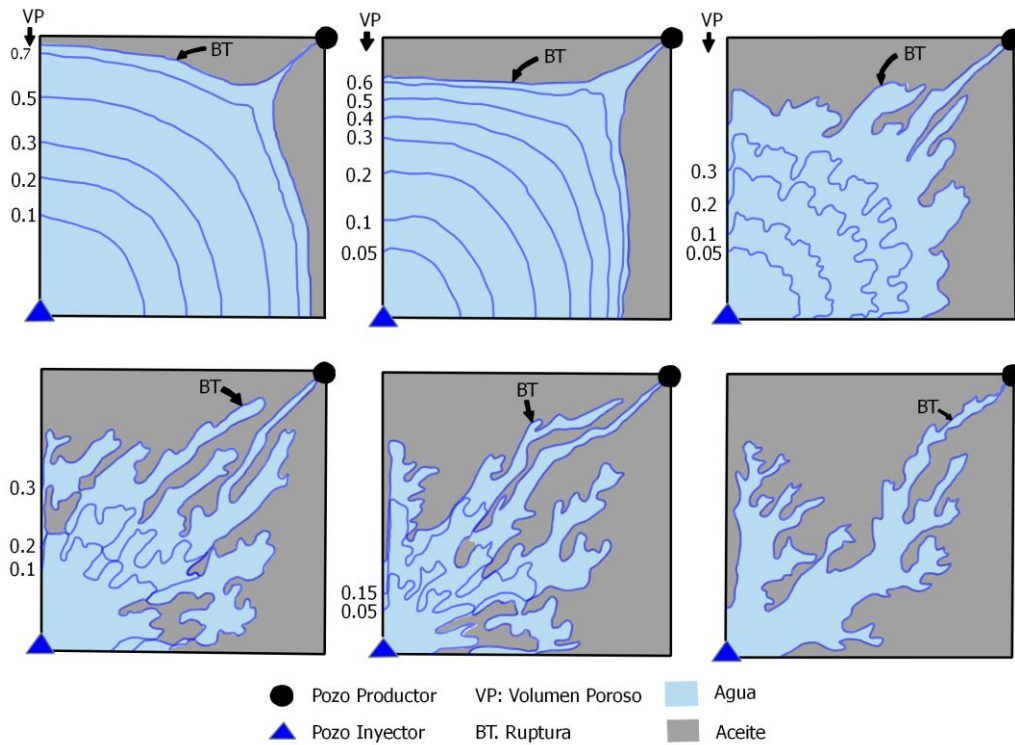 VP
BT
0.7
0.5
0.3
0.2
0.1
VP
BT
0.6
0.5
0.4
0.3
0.2
0.1
0.05
VP
BT
0.3
0.2
0.1
0.05
BT
0.3
0.2
0.1
BT
0.15
0.05
BT
Pozo Productor VP: Volumen Poroso Agua
Pozo Inyector BT. Ruptura Aceite